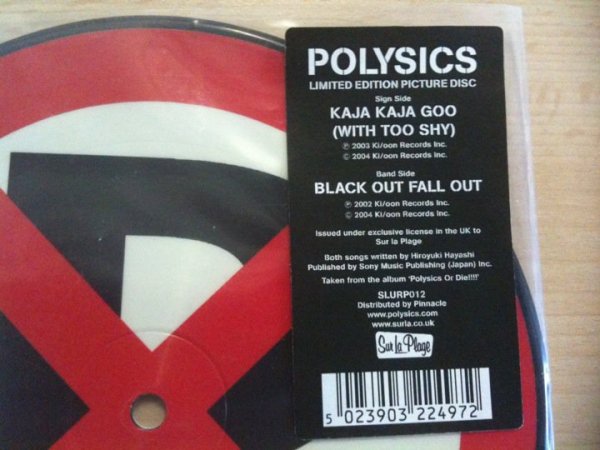 POLYSICS
LIMITED EDITION PICTURE DISC
Sign Side
KAJA KAJA GOO
(WITH TOO SHY)
℗ 2003 Ki/oon Records Inc.
© 2004 Ki/oon Records Inc.
Band Side
BLACK OUT FALL OUT
℗ 2002 Ki/oon Records Inc.
© 2004 Ki/oon Records Inc.
Issued under exclusive license in the UK to
Sur la Plage
Both songs written by Hiroyuki Hayashi
Published by Sony Music Publishing (Japan) Inc.
Taken from the album 'Polysics Or Die!!!!'
SLURP012
Distributed by Pinnacle
www.polysics.com
www.surla.co.uk
Sur la Plage
5 023903 224972